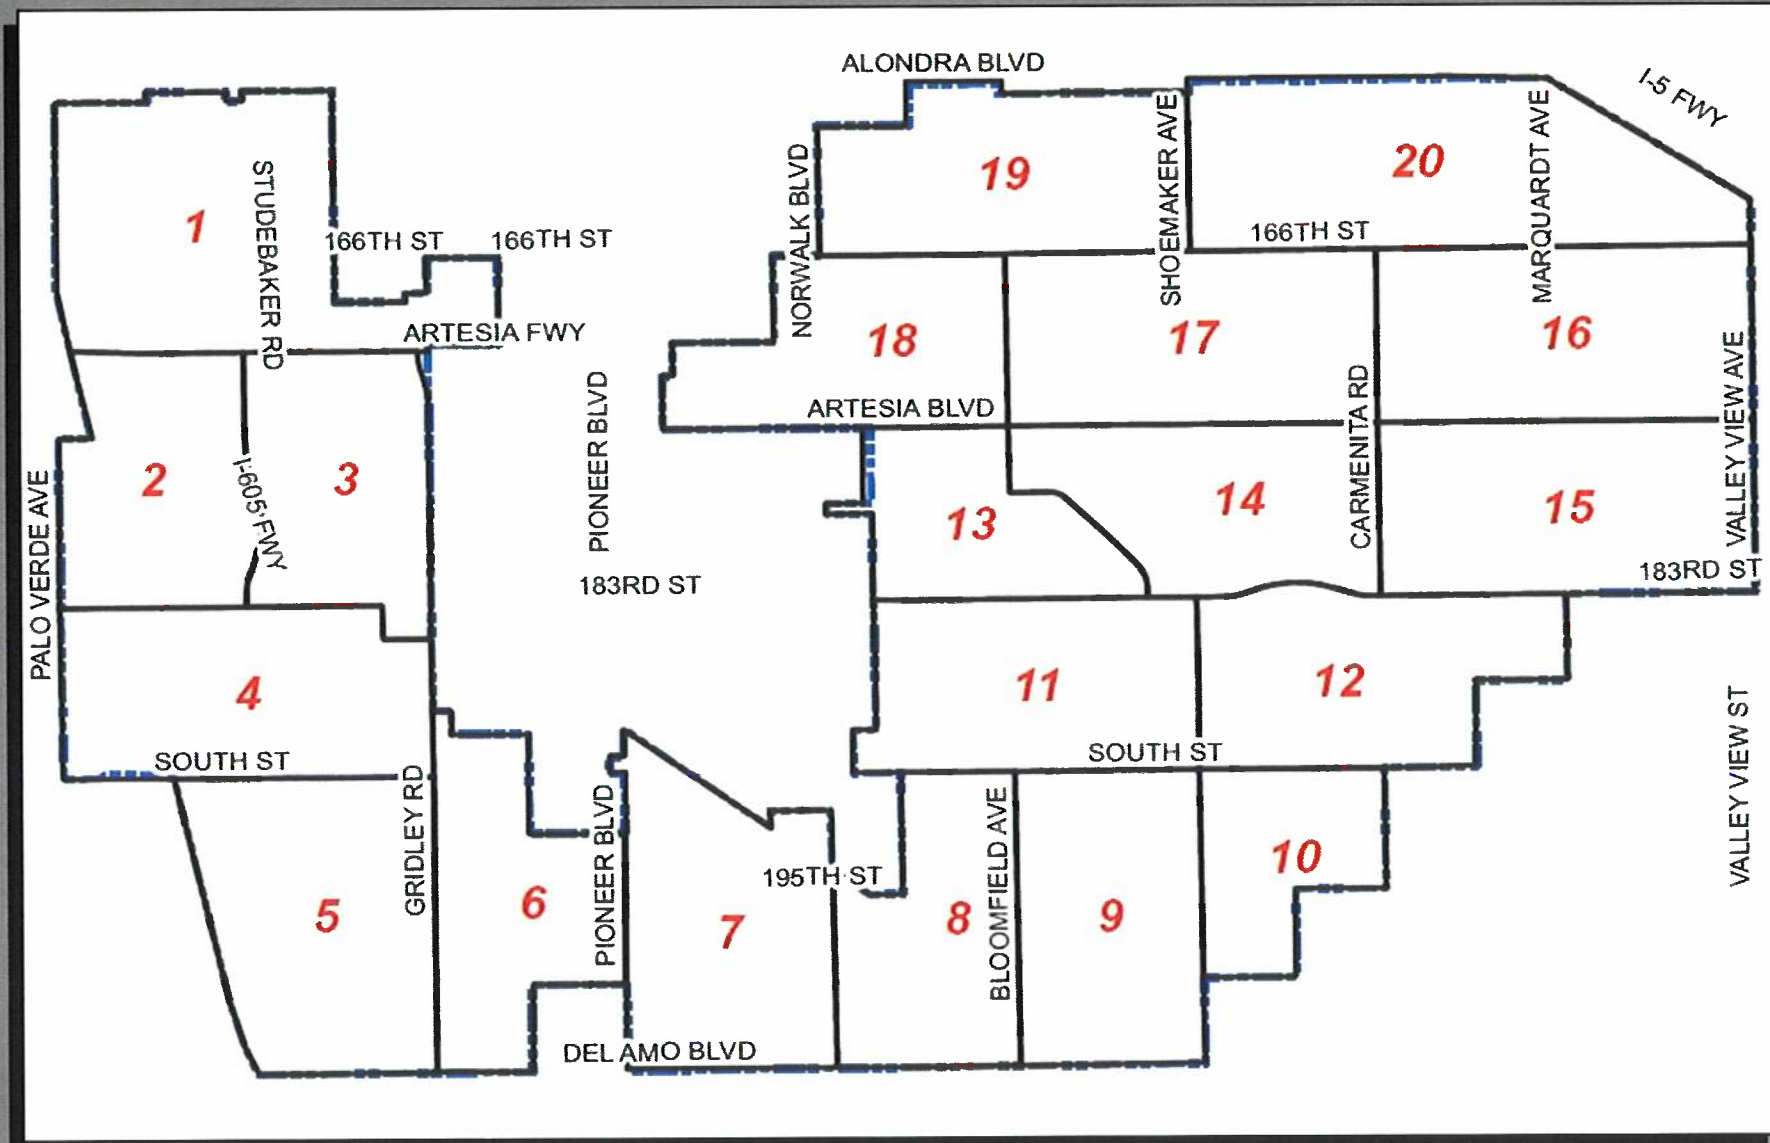 ALONDRA BLVD
I-5 FWY
STUDEBAKER RD
NORWALK BLVD
SHOEMAKER AVE
MARQUARDT AVE
19
20
1
166TH ST
166TH ST
166TH ST
ARTESIA FWY
18
17
16
PIONEER BLVD
ARTESIA BLVD
CARMENITA RD
VALLEY VIEW AVE
PALO VERDE AVE
2
I-605 FWY
3
13
14
15
183RD ST
183RD ST
4
11
12
SOUTH ST
SOUTH ST
VALLEY VIEW ST
GRIDLEY RD
PIONEER BLVD
195TH ST
BLOOMFIELD AVE
10
5
6
7
8
9
DEL AMO BLVD